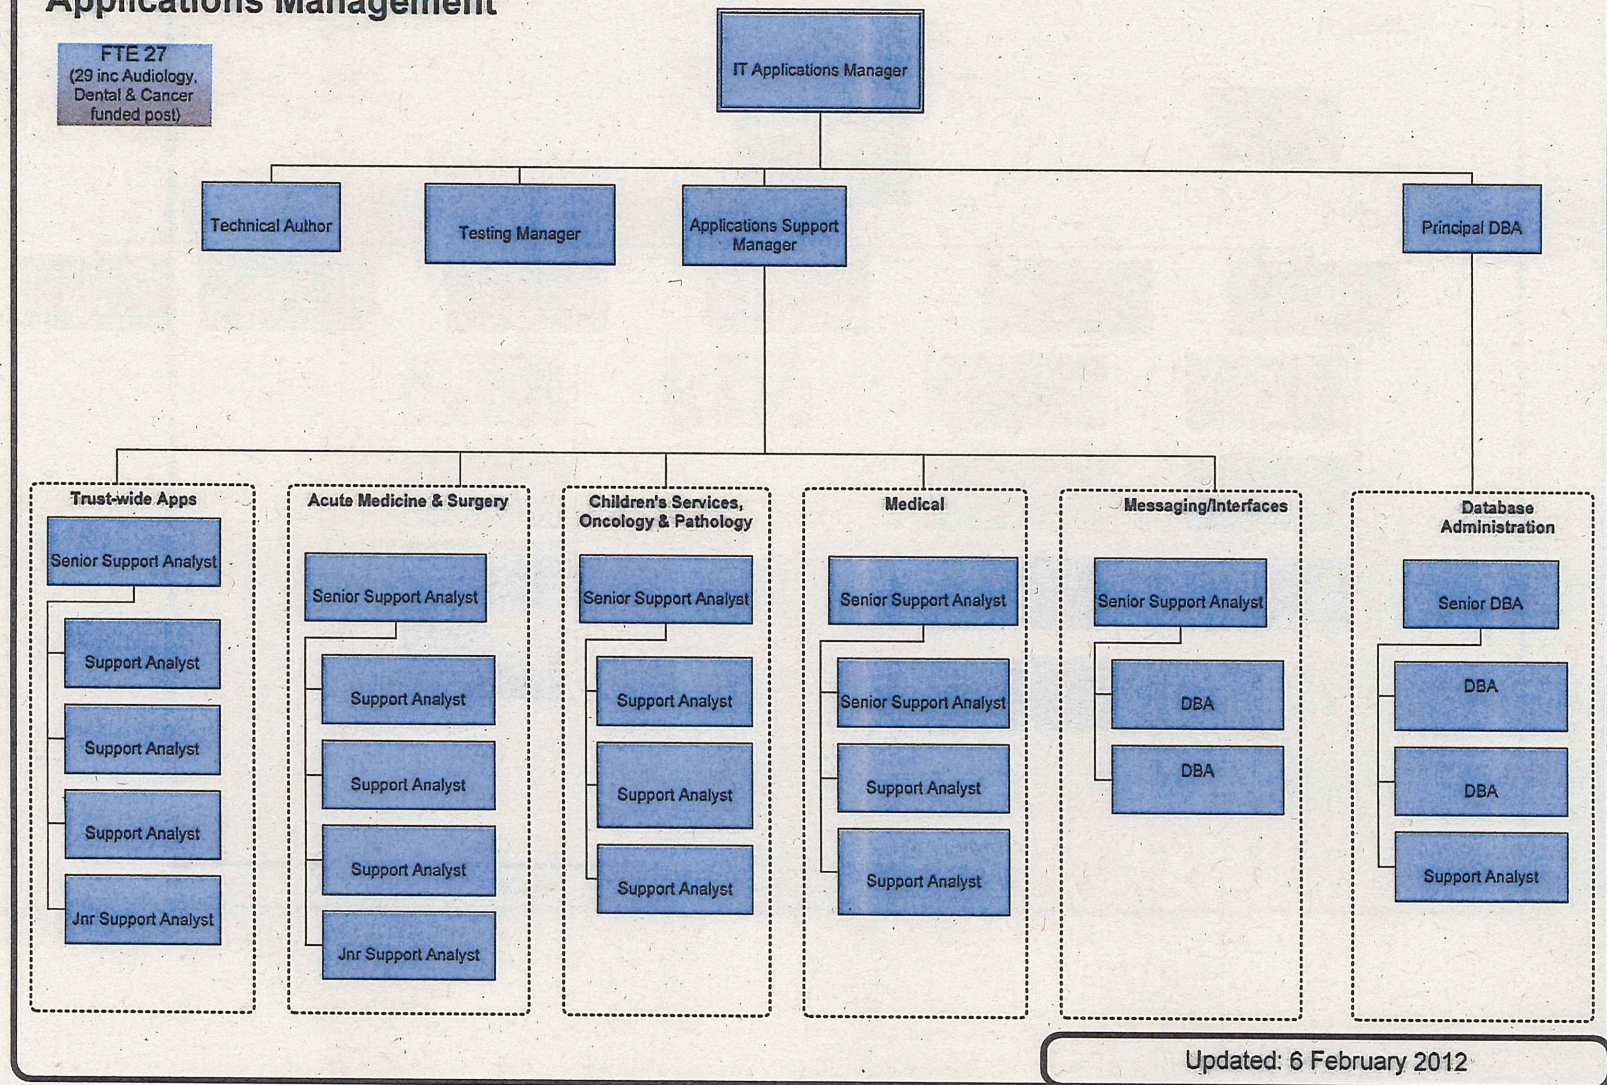 Applications Management
FTE 27
(29 inc Audiology,
Dental & Cancer
funded post)
IT Applications Manager
Technical Author
Testing Manager
Applications Support
Manager
Principal DBA
Trust-wide Apps
Senior Support Analyst
Support Analyst
Support Analyst
Support Analyst
Jnr Support Analyst
Acute Medicine & Surgery
Senior Support Analyst
Support Analyst
Support Analyst
Support Analyst
Jnr Support Analyst
Children's Services,
Oncology & Pathology
Senior Support Analyst
Support Analyst
Support Analyst
Support Analyst
Medical
Senior Support Analyst
Senior Support Analyst
Support Analyst
Support Analyst
Messaging/Interfaces
Senior Support Analyst
DBA
DBA
Database
Administration
Senior DBA
DBA
DBA
Support Analyst
Updated: 6 February 2012